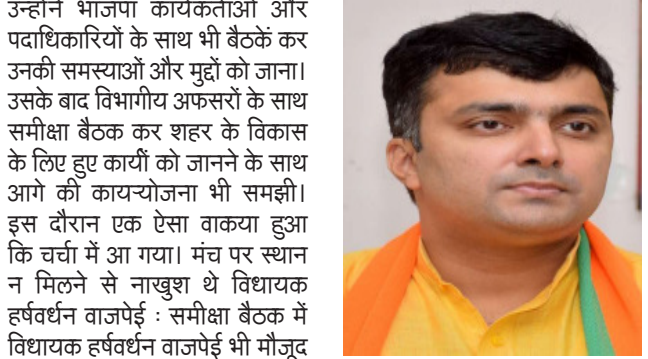 उन्होंने भाजपा कार्यकर्ताओं और
पदाधिकारियों के साथ भी बैठकें कर
उनकी समस्याओं और मुद्दों को जाना।
उसके बाद विभागीय अफसरों के साथ
समीक्षा बैठक कर शहर के विकास
के लिए हुए कार्यों को जानने के साथ
आगे की कायर्योजना भी समझी।
इस दौरान एक ऐसा वाकया हुआ
कि चर्चा में आ गया। मंच पर स्थान
न मिलने से नाखुश थे विधायक
हर्षवर्धन वाजपेई : समीक्षा बैठक में
विधायक हर्षवर्धन वाजपेई भी मौजूद